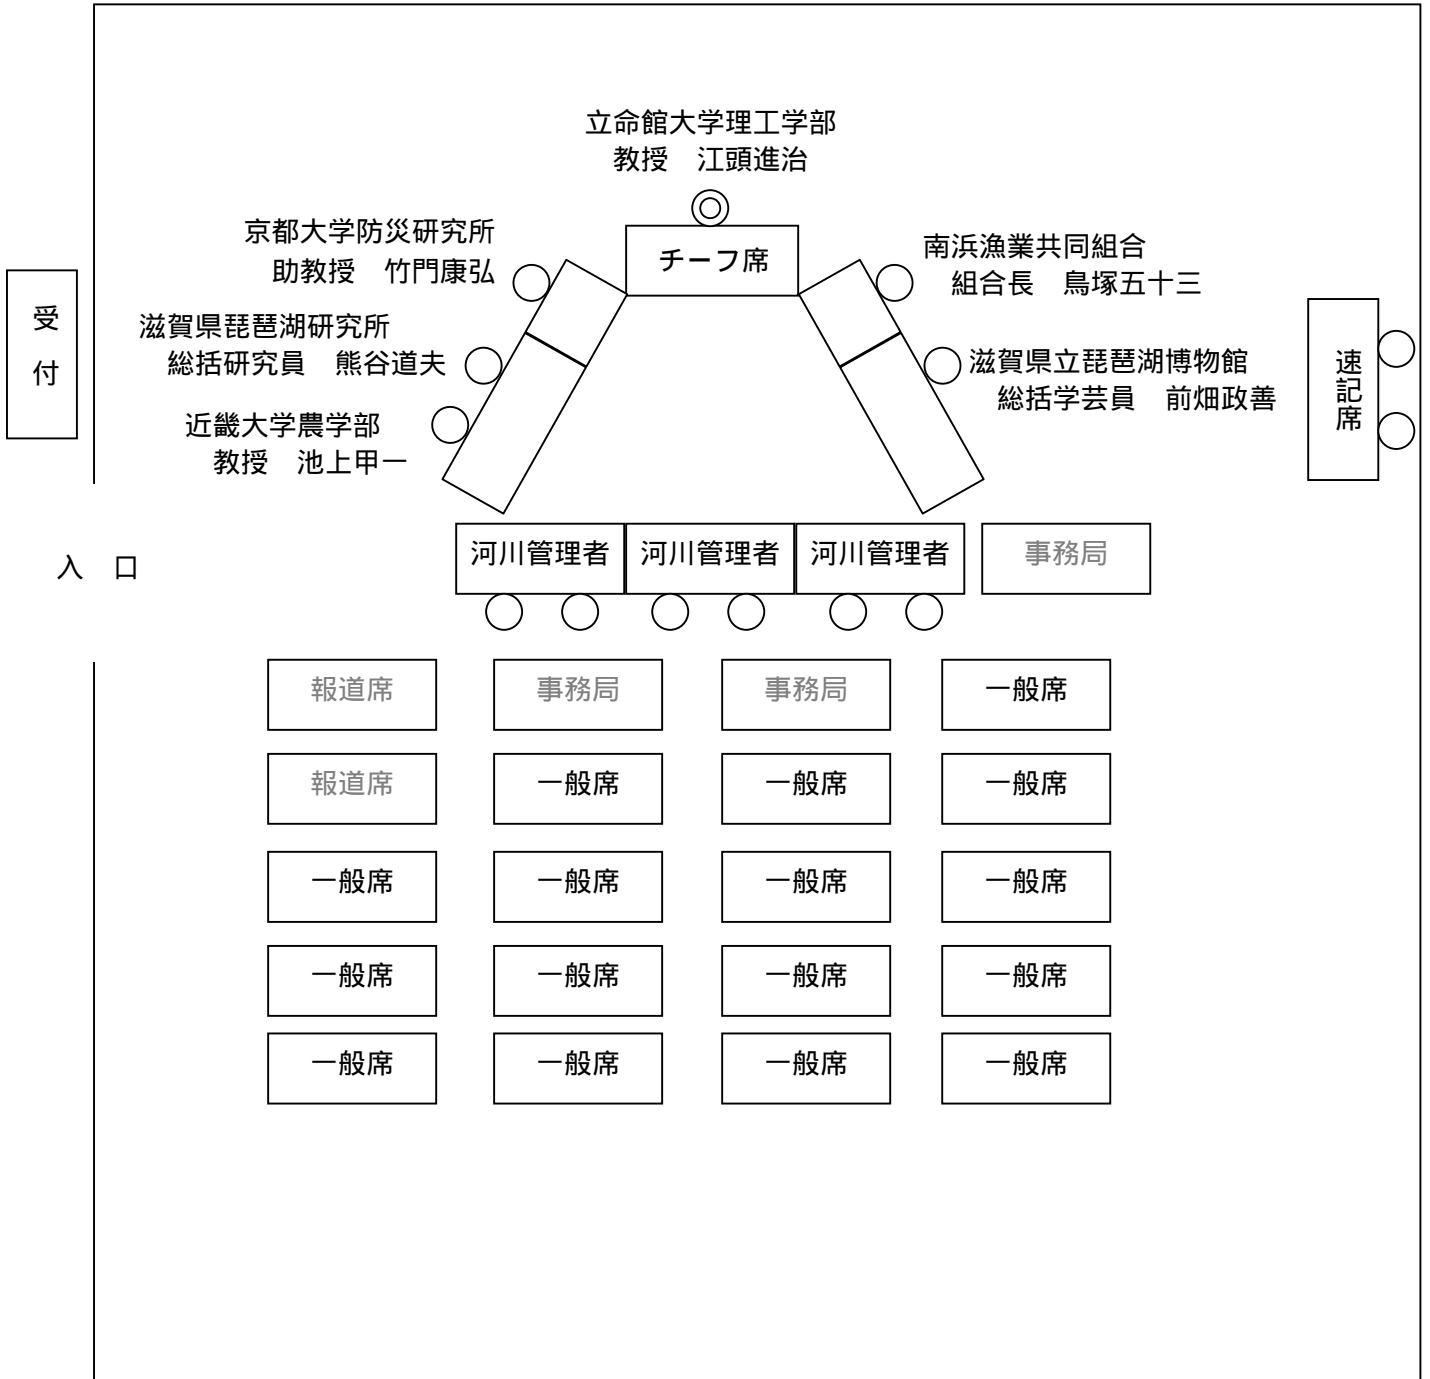 立命館大学理工学部
教授　江頭進治
京都大学防災研究所
助教授　竹門康弘
チーフ席
南浜漁業共同組合
組合長　鳥塚五十三
受付
滋賀県琵琶湖研究所
総括研究員　熊谷道夫
滋賀県立琵琶湖博物館
総括学芸員　前畑政善
速記席
近畿大学農学部
教授　池上甲一
入　口
河川管理者　河川管理者　河川管理者　事務局
報道席　事務局　事務局　一般席
報道席　一般席　一般席　一般席
一般席　一般席　一般席　一般席
一般席　一般席　一般席　一般席
一般席　一般席　一般席　一般席